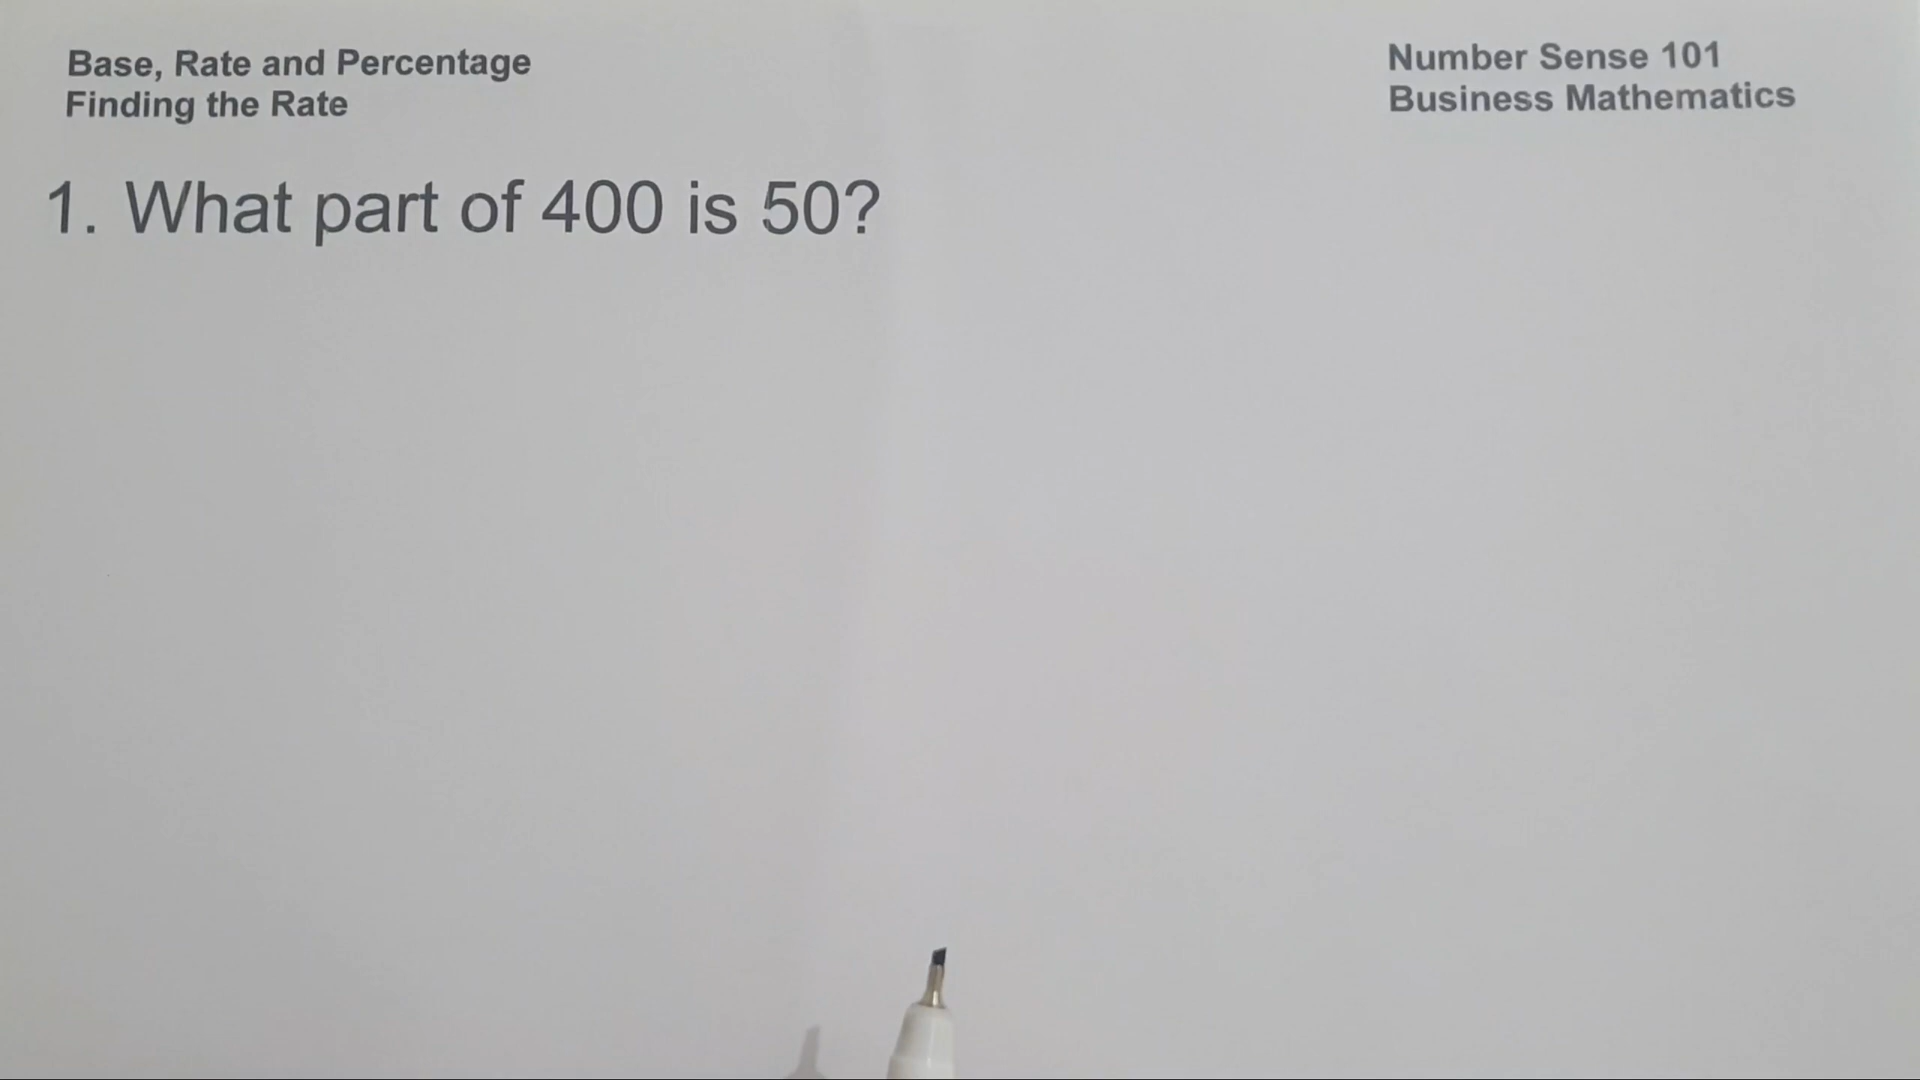 Base, Rate and Percentage
Finding the Rate
Number Sense 101
Business Mathematics
1. What part of 400 is 50?